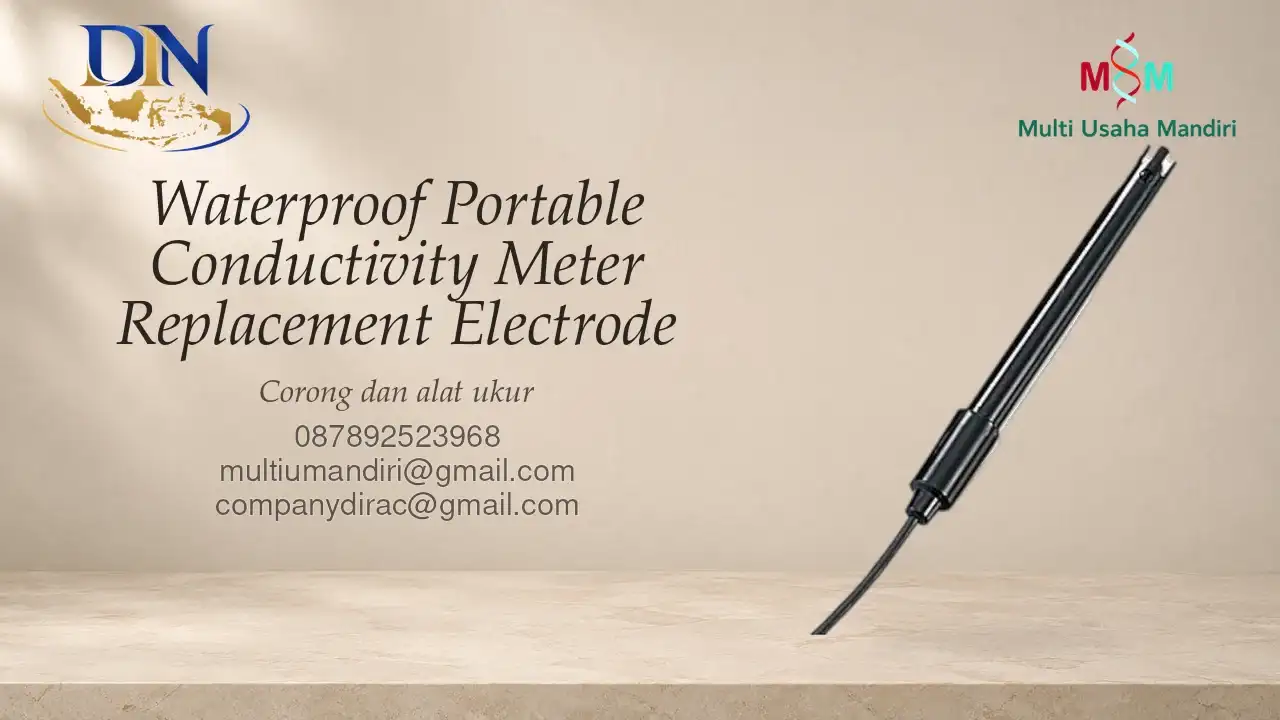 DN
M M
Multi Usaha Mandiri
Waterproof Portable
Conductivity Meter
Replacement Electrode
Corong dan alat ukur
087892523968
multiumandiri@gmail.com
companydirac@gmail.com